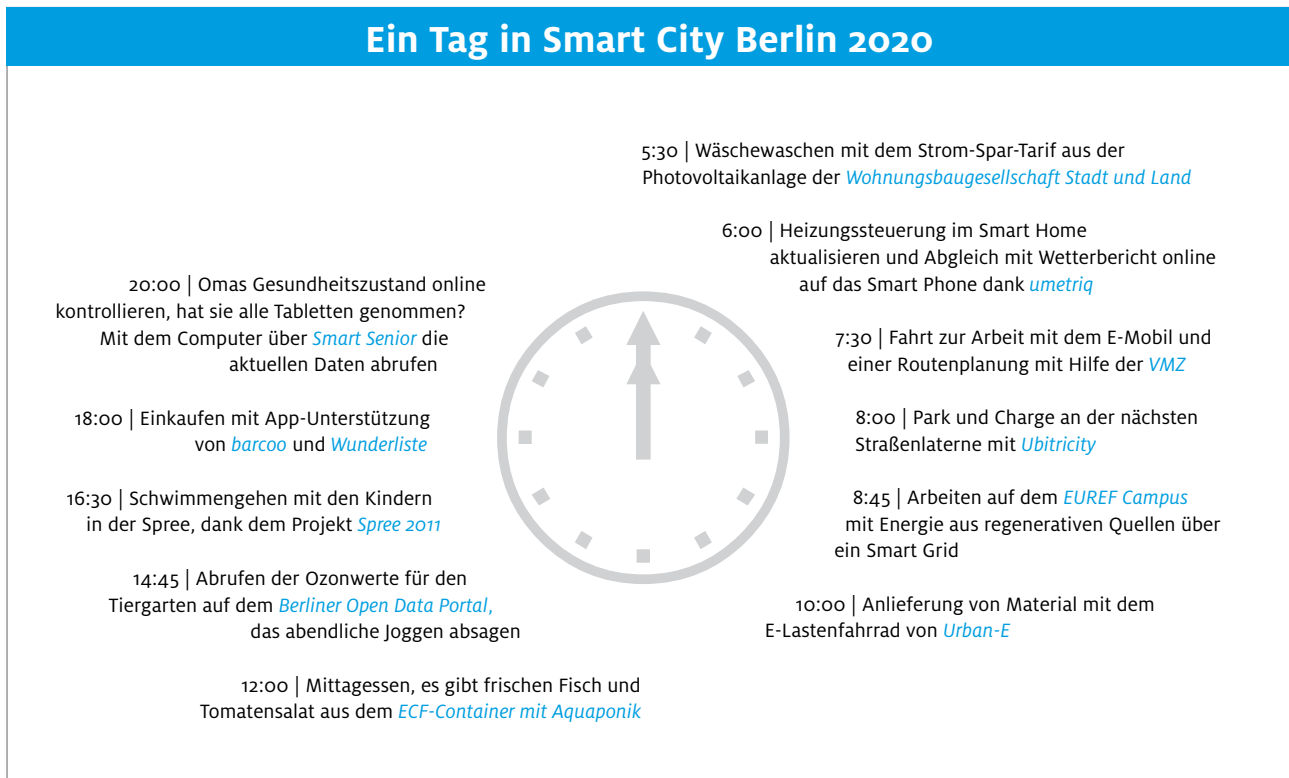 Ein Tag in Smart City Berlin 2020
5:30 | Wäschewaschen mit dem Strom-Spar-Tarif aus der
Photovoltaikanlage der Wohnungsbaugesellschaft Stadt und Land
6:00 | Heizungssteuerung im Smart Home
aktualisieren und Abgleich mit Wetterbericht online
auf das Smart Phone dank umetriq
7:30 | Fahrt zur Arbeit mit dem E-Mobil und
einer Routenplanung mit Hilfe der VMZ
8:00 | Park und Charge an der nächsten
Straßenlaterne mit Ubitricity
8:45 | Arbeiten auf dem EUREF Campus
mit Energie aus regenerativen Quellen über
ein Smart Grid
10:00 | Anlieferung von Material mit dem
E-Lastenfahrrad von Urban-E
12:00 | Mittagessen, es gibt frischen Fisch und
Tomatensalat aus dem ECF-Container mit Aquaponik
14:45 | Abrufen der Ozonwerte für den
Tiergarten auf dem Berliner Open Data Portal,
das abendliche Joggen absagen
16:30 | Schwimmengehen mit den Kindern
in der Spree, dank dem Projekt Spree 2011
18:00 | Einkaufen mit App-Unterstützung
von barcoo und Wunderliste
20:00 | Omas Gesundheitszustand online
kontrollieren, hat sie alle Tabletten genommen?
Mit dem Computer über Smart Senior die
aktuellen Daten abrufen